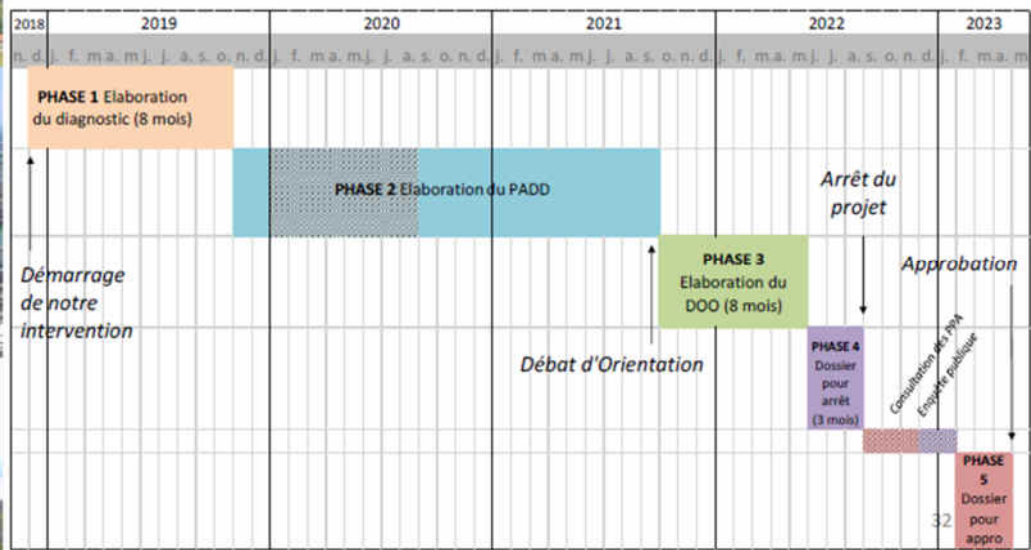 2018 2019 2020 2021 2022 2023
n. d. j. f. m a. m j. j. a. s. o. n. d. j. f. m a. m. j. j. a. s. o. n. d. j. f. m a. m. j. j. a. s. o. n. d. j. f. m a. m. j. j. a. s. o. n. d. j. f. m a. m
PHASE 1 Elaboration
du diagnostic (8 mois)
PHASE 2 Elaboration du PADD
Arrêt du
projet
Démarrage
de notre
intervention
PHASE 3
Elaboration du
DOO (8 mois)
Approbation
Débat d'Orientation
PHASE 4
Dossier
pour
arrêt
(3 mois)
Consultation des PPA
Enquête publique
PHASE
5
Dossier
pour
appro
32